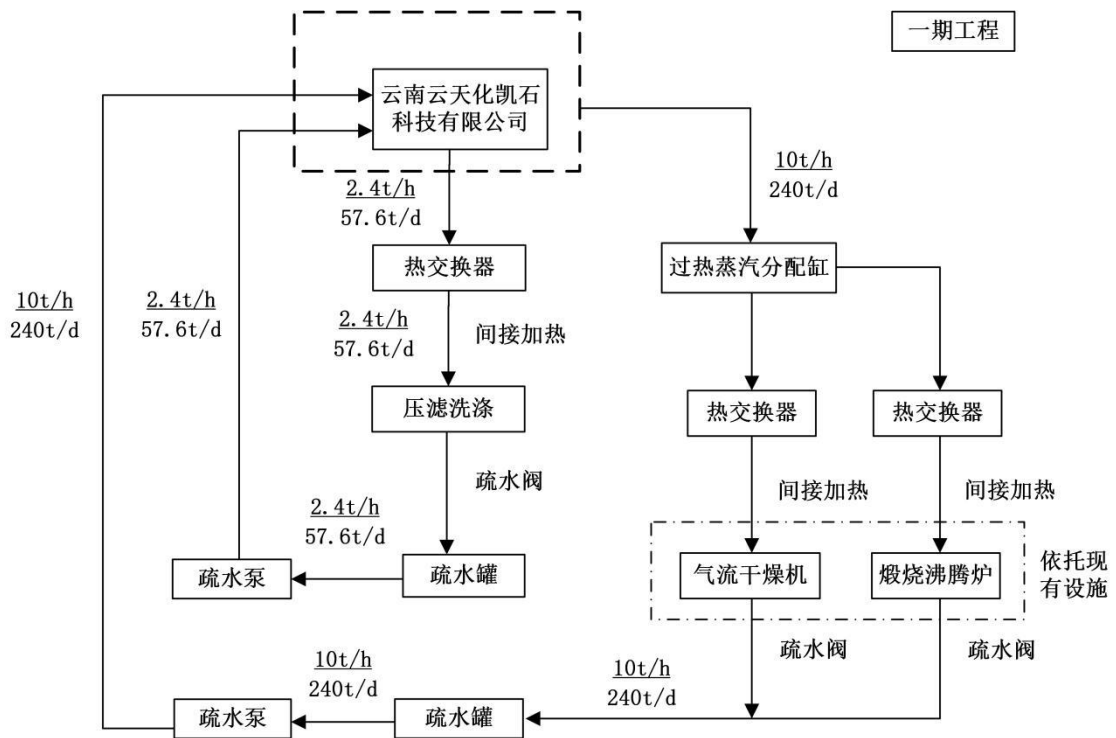 一期工程
云南云天化凯石
科技有限公司
2.4t/h
57.6t/d
10t/h
240t/d
热交换器
过热蒸汽分配缸
10t/h
240t/d
2.4t/h
57.6t/d
2.4t/h
57.6t/d
间接加热
压滤洗涤
热交换器
热交换器
疏水阀
间接加热
间接加热
2.4t/h
57.6t/d
疏水泵
疏水罐
气流干燥机
煅烧沸腾炉
依托现
有设施
疏水阀
疏水阀
10t/h
240t/d
10t/h
240t/d
疏水泵
疏水罐